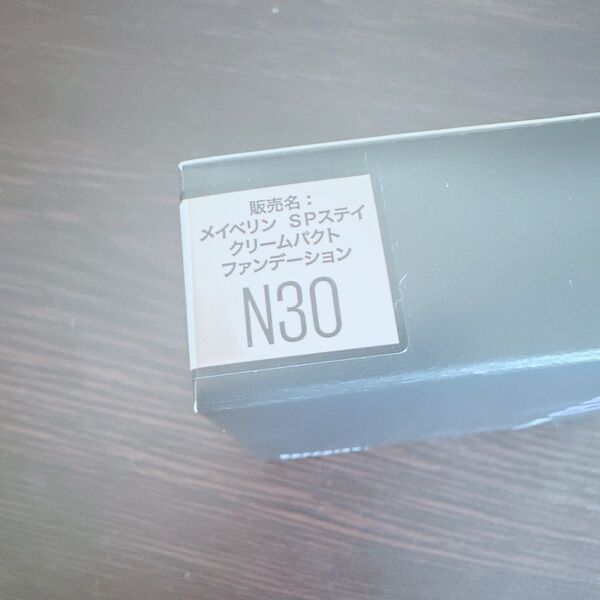 販売名：
メイベリン　SPステイ
クリームパクト
ファンデーション
N30